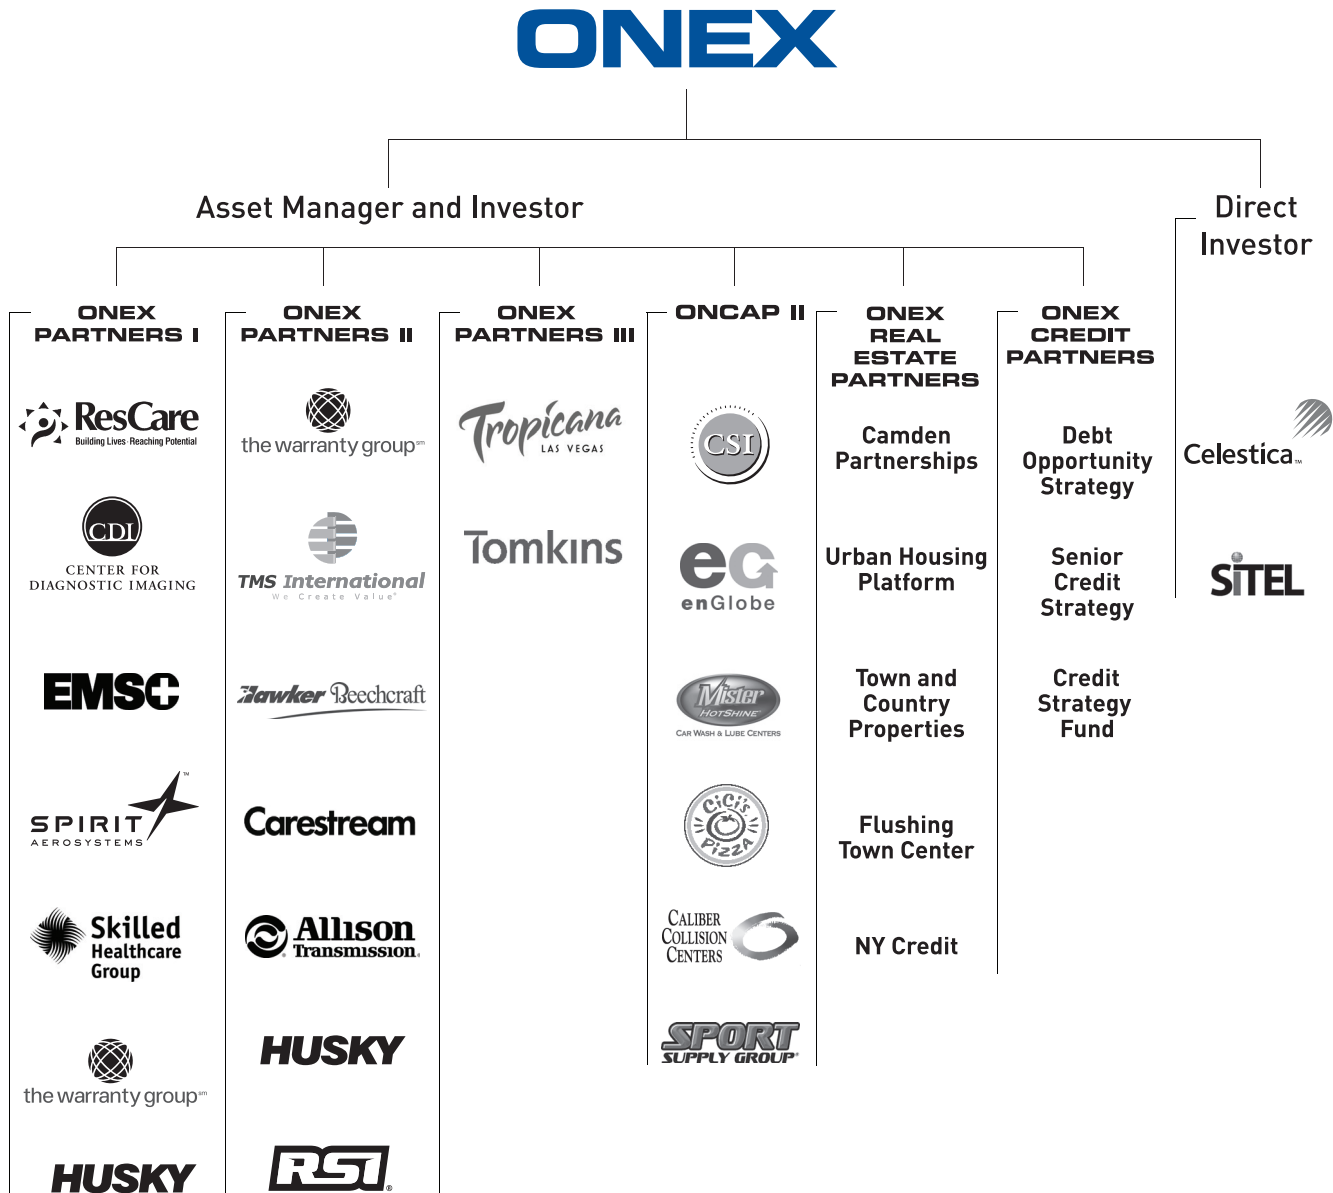 ONEX
Asset Manager and Investor
Direct
Investor
ONEX
PARTNERS I
ResCare
Building Lives · Reaching Potential
CDI
CENTER FOR
DIAGNOSTIC IMAGING
EMSC
SPIRIT™
AEROSYSTEMS
Skilled
Healthcare
Group
the warranty group℠
HUSKY
ONEX
PARTNERS II
the warranty group℠
TMS International
We Create Value®
Hawker Beechcraft
Carestream
Allison
Transmission®
HUSKY
RSI®
ONEX
PARTNERS III
Tropicana
LAS VEGAS
Tomkins
ONCAP II
CSI
eG
enGlobe
Mister
HOTSHINE
CAR WASH & LUBE CENTERS
CiCi's
Pizza
CALIBER
COLLISION
CENTERS
SPORT
SUPPLY GROUP®
ONEX
REAL
ESTATE
PARTNERS
Camden
Partnerships
Urban Housing
Platform
Town and
Country
Properties
Flushing
Town Center
NY Credit
ONEX
CREDIT
PARTNERS
Debt
Opportunity
Strategy
Senior
Credit
Strategy
Credit
Strategy
Fund
Celestica™
SiTEL